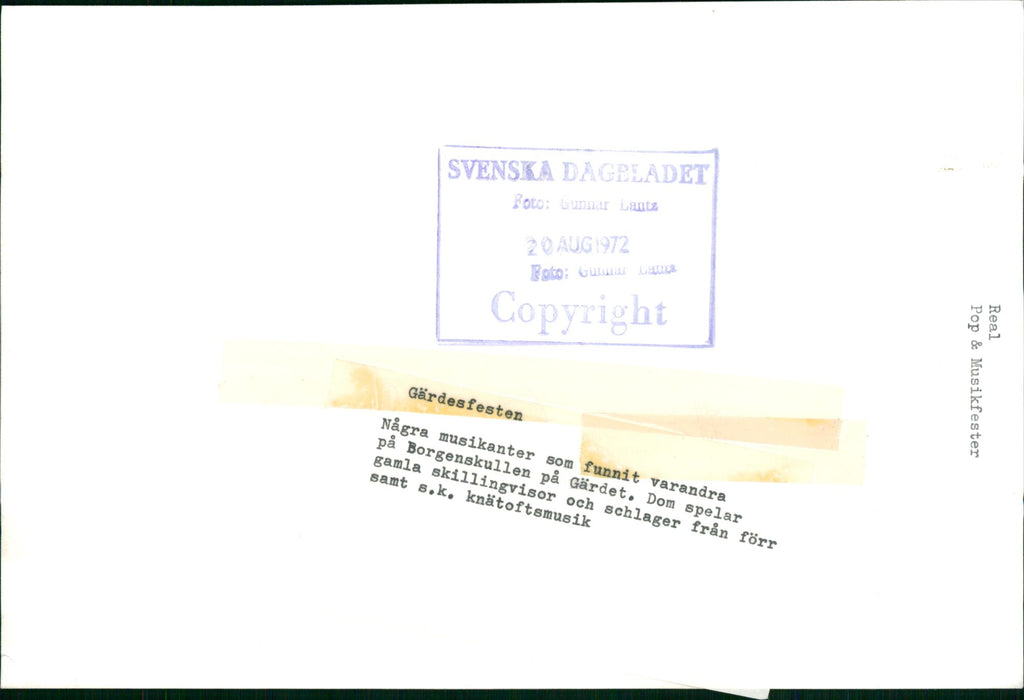 SVENSKA DAGBLADET
Foto: Gunnar Lantz
20 AUG 1972
Foto: Gunnar Lantz
Copyright
Gärdesfesten
Några musikanter som funnit varandra
på Borgenskullen på Gärdet. Dom spelar
gamla skillingvisor och schlager från förr
samt s.k. knätoftsmusik
Real
Pop & Musikfester